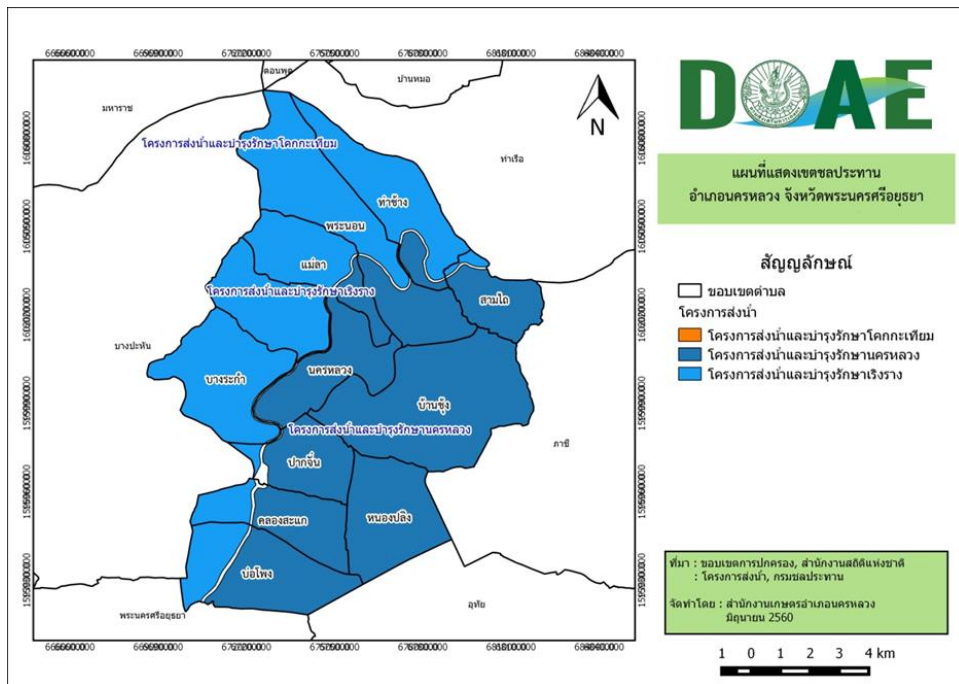 DOAE
แผนที่แสดงเขตชลประทาน
อำเภอนครหลวง จังหวัดพระนครศรีอยุธยา
ดอนพุด
บ้านหมอ
มหาราช
โครงการส่งน้ำและบำรุงรักษาโคกกะเทียม
ท่าเรือ
N
ท่าช้าง
พระนอน
แม่ลา
โครงการส่งน้ำและบำรุงรักษาเริงราง
สามไถ
บางปะหัน
นครหลวง
บางระกำ
บ้านชุ้ง
โครงการส่งน้ำและบำรุงรักษานครหลวง
ภาชี
ปากจั่น
คลองสะแก
หนองปลิง
บ่อโพง
อุทัย
พระนครศรีอยุธยา
สัญญลักษณ์
ขอบเขตตำบล
โครงการส่งน้ำ
โครงการส่งน้ำและบำรุงรักษาโคกกะเทียม
โครงการส่งน้ำและบำรุงรักษานครหลวง
โครงการส่งน้ำและบำรุงรักษาเริงราง
ที่มา : ขอบเขตการปกครอง, สำนักงานสถิติแห่งชาติ
: โครงการส่งน้ำ, กรมชลประทาน
จัดทำโดย : สำนักงานเกษตรอำเภอนครหลวง
มิถุนายน 2560
1 0 1 2 3 4 km